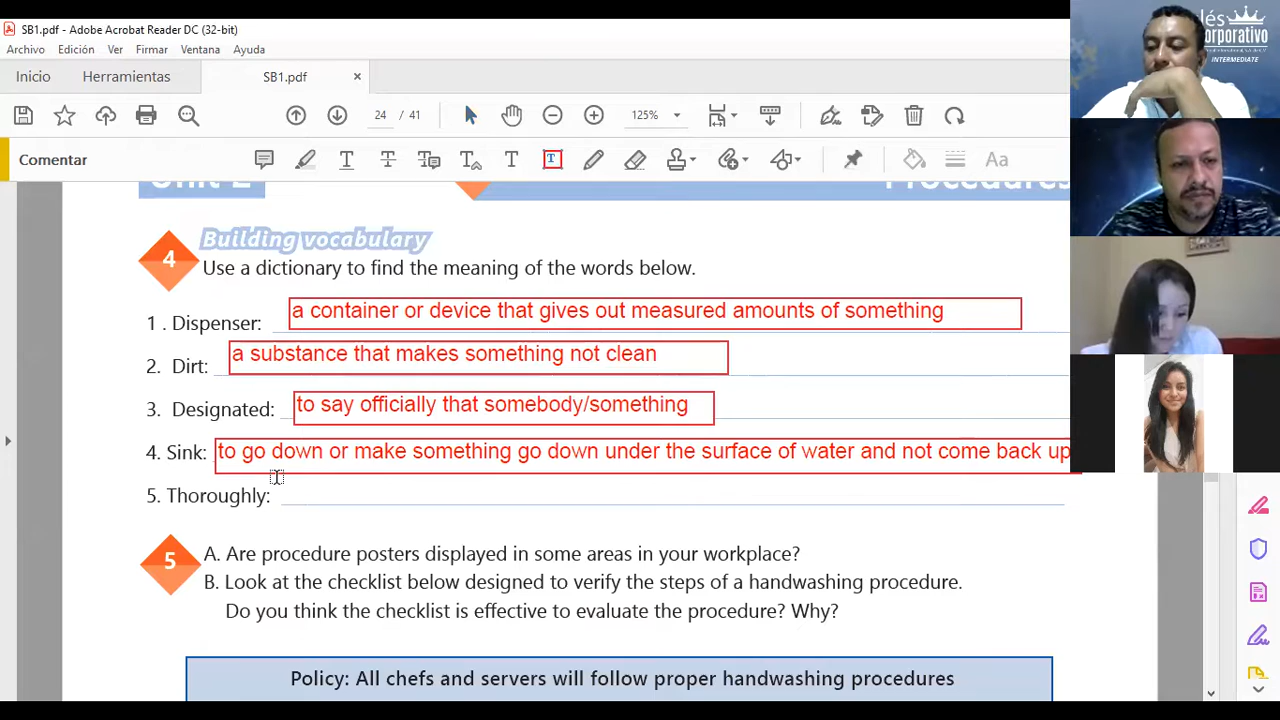 SB1.pdf - Adobe Acrobat Reader DC (32-bit)
Archivo Edición Ver Firmar Ventana Ayuda
Inicio Herramientas SB1.pdf ×
24 / 41 125%
Comentar
Unit 2 Procedures
4 Building vocabulary
Use a dictionary to find the meaning of the words below.
1 . Dispenser: a container or device that gives out measured amounts of something
2. Dirt: a substance that makes something not clean
3. Designated: to say officially that somebody/something
4. Sink: to go down or make something go down under the surface of water and not come back up
5. Thoroughly:
5 A. Are procedure posters displayed in some areas in your workplace?
B. Look at the checklist below designed to verify the steps of a handwashing procedure.
Do you think the checklist is effective to evaluate the procedure? Why?
Policy: All chefs and servers will follow proper handwashing procedures
lés
orporativo
INTERMEDIATE